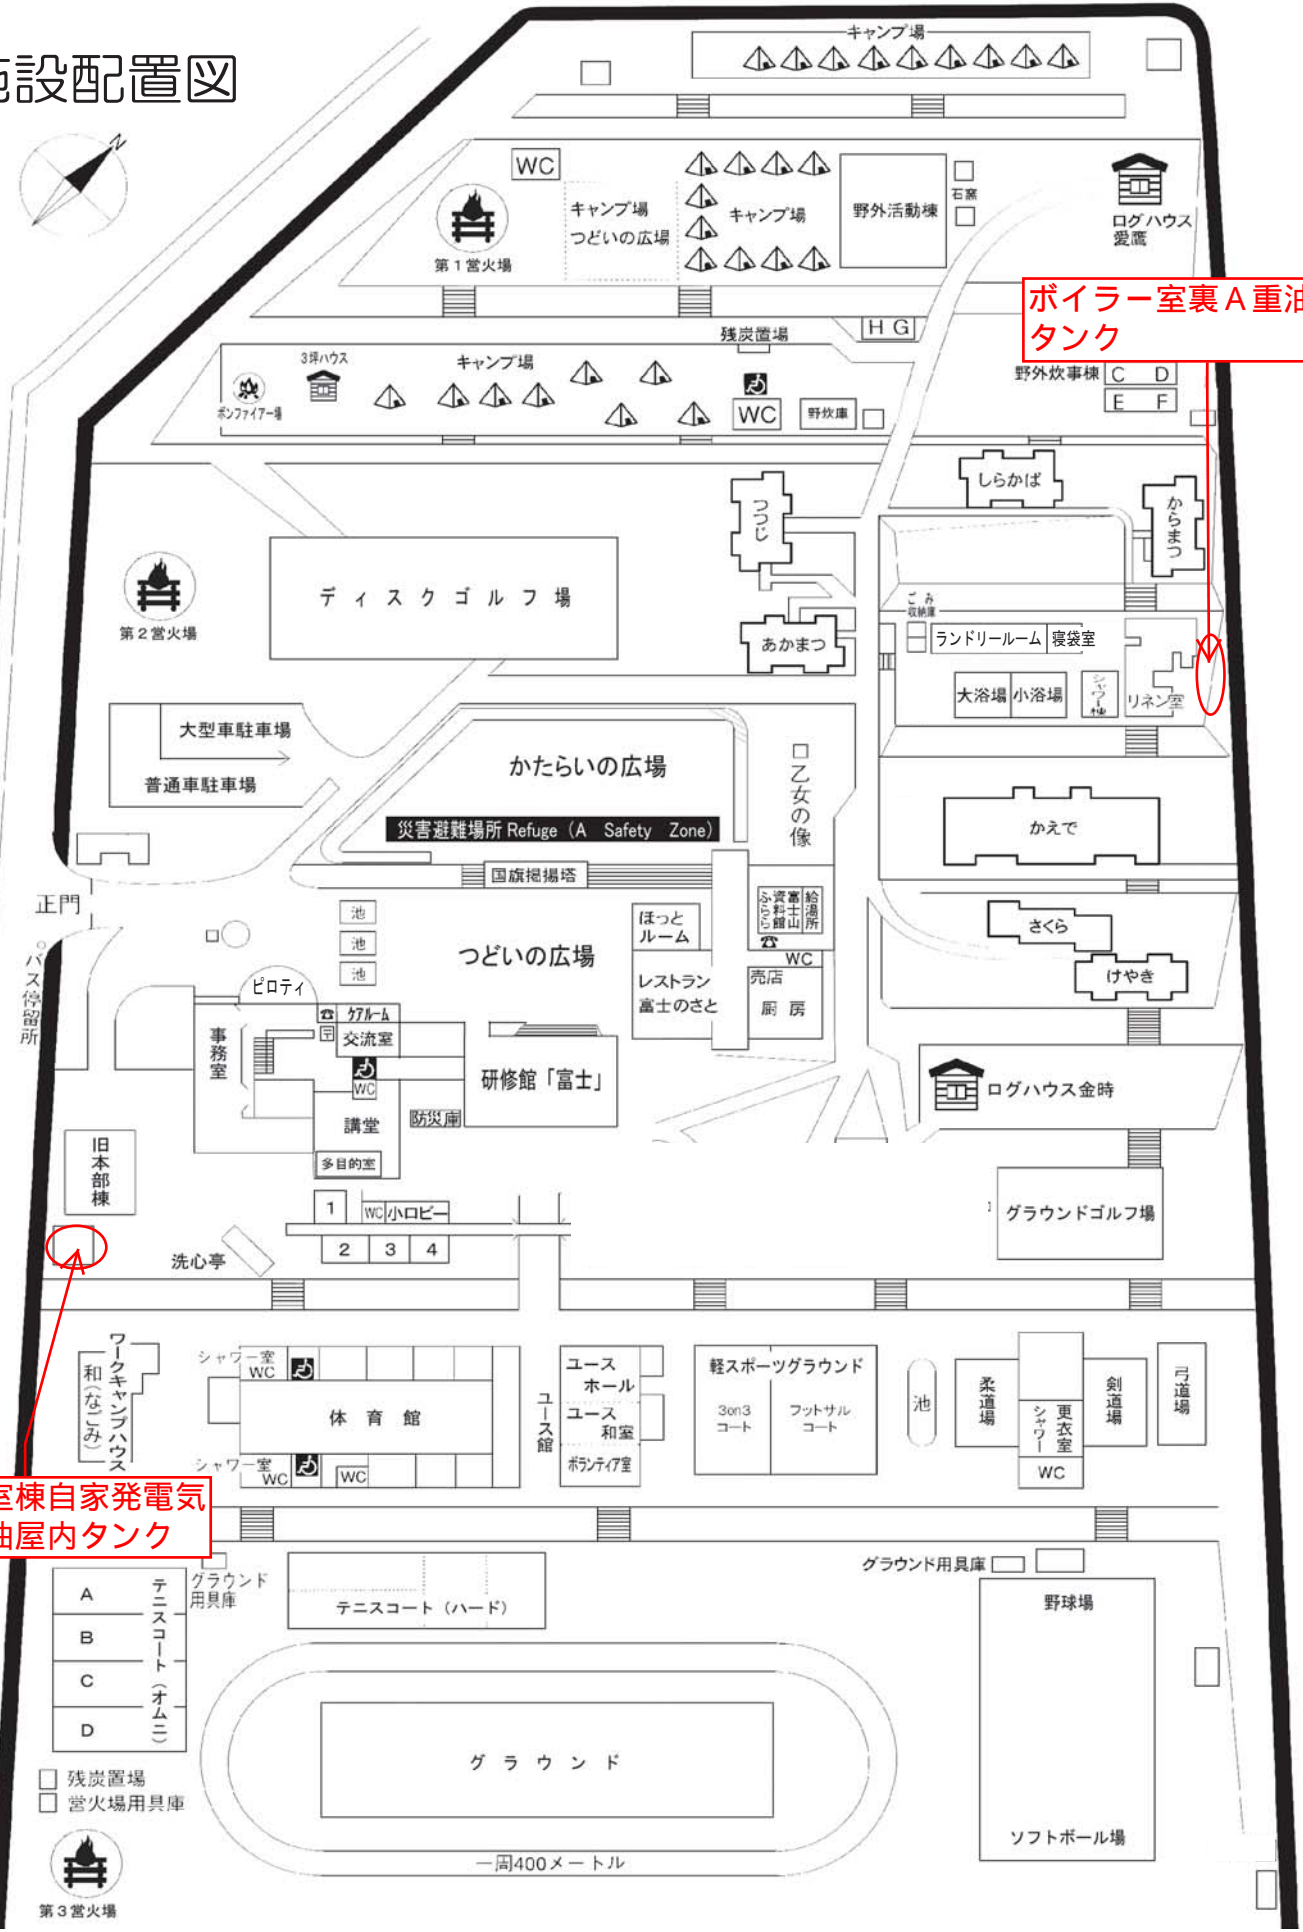 設配置図
N
キャンプ場
WC
キャンプ場
つどいの広場
キャンプ場
野外活動棟
石窯
ログハウス
愛鷹
第1営火場
ボイラー室裏A重油
タンク
残炭置場
H G
3坪ハウス
キャンプ場
ボンファイアー場
WC
野炊庫
野外炊事棟
C D
E F
しらかば
つつじ
からまつ
ディスクゴルフ場
第2営火場
あかまつ
ごみ
収納庫
ランドリールーム
寝袋室
大浴場
小浴場
シャワー棟
リネン室
大型車駐車場
普通車駐車場
かたらいの広場
乙女の像
災害避難場所 Refuge (A Safety Zone)
かえで
国旗掲揚塔
正門
バス停留所
池
池
池
つどいの広場
ほっと
ルーム
ふらら
資料館
富士山
給湯所
WC
さくら
けやき
レストラン
富士のさと
売店
厨房
ピロティ
事務室
ケアルーム
交流室
WC
研修館「富士」
講堂
防災庫
多目的室
ログハウス金時
旧本部棟
1
WC
小ロビー
2
3
4
洗心亭
グラウンドゴルフ場
ワークキャンプハウス
和(なごみ)
シャワー室
WC
体育館
シャワー室
WC
WC
ユース館
ユース
ホール
ユース
和室
ボランティア室
軽スポーツグラウンド
3on3
コート
フットサル
コート
池
柔道場
更衣室
シャワー
WC
剣道場
弓道場
室棟自家発電気
油屋内タンク
グラウンド
用具庫
A
B
C
D
テニスコート(オムニ)
テニスコート(ハード)
グラウンド用具庫
野球場
グラウンド
ソフトボール場
残炭置場
営火場用具庫
一周400メートル
第3営火場